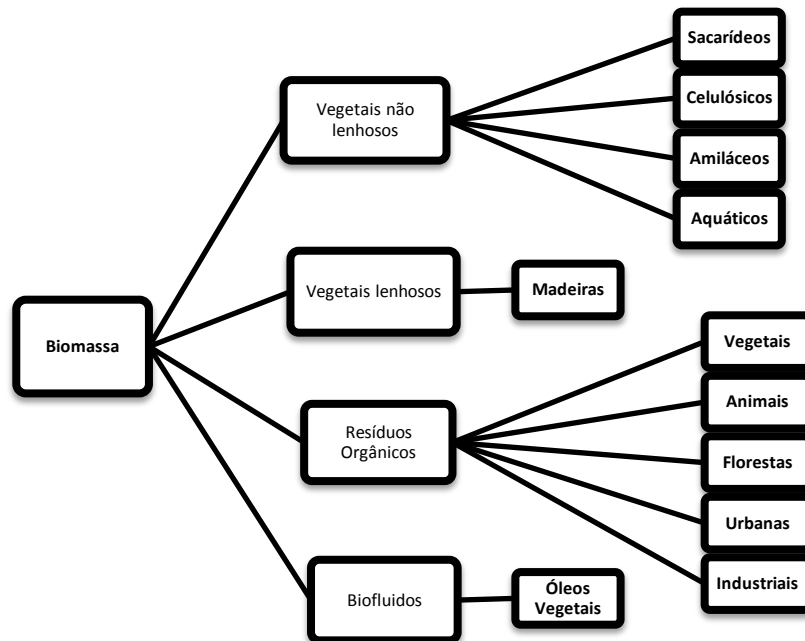 Sacarídeos
Vegetais não
lenhosos
Celulósicos
Amiláceos
Aquáticos
Vegetais lenhosos
Madeiras
Biomassa
Vegetais
Animais
Resíduos
Orgânicos
Florestas
Urbanas
Industriais
Biofluidos
Óleos
Vegetais